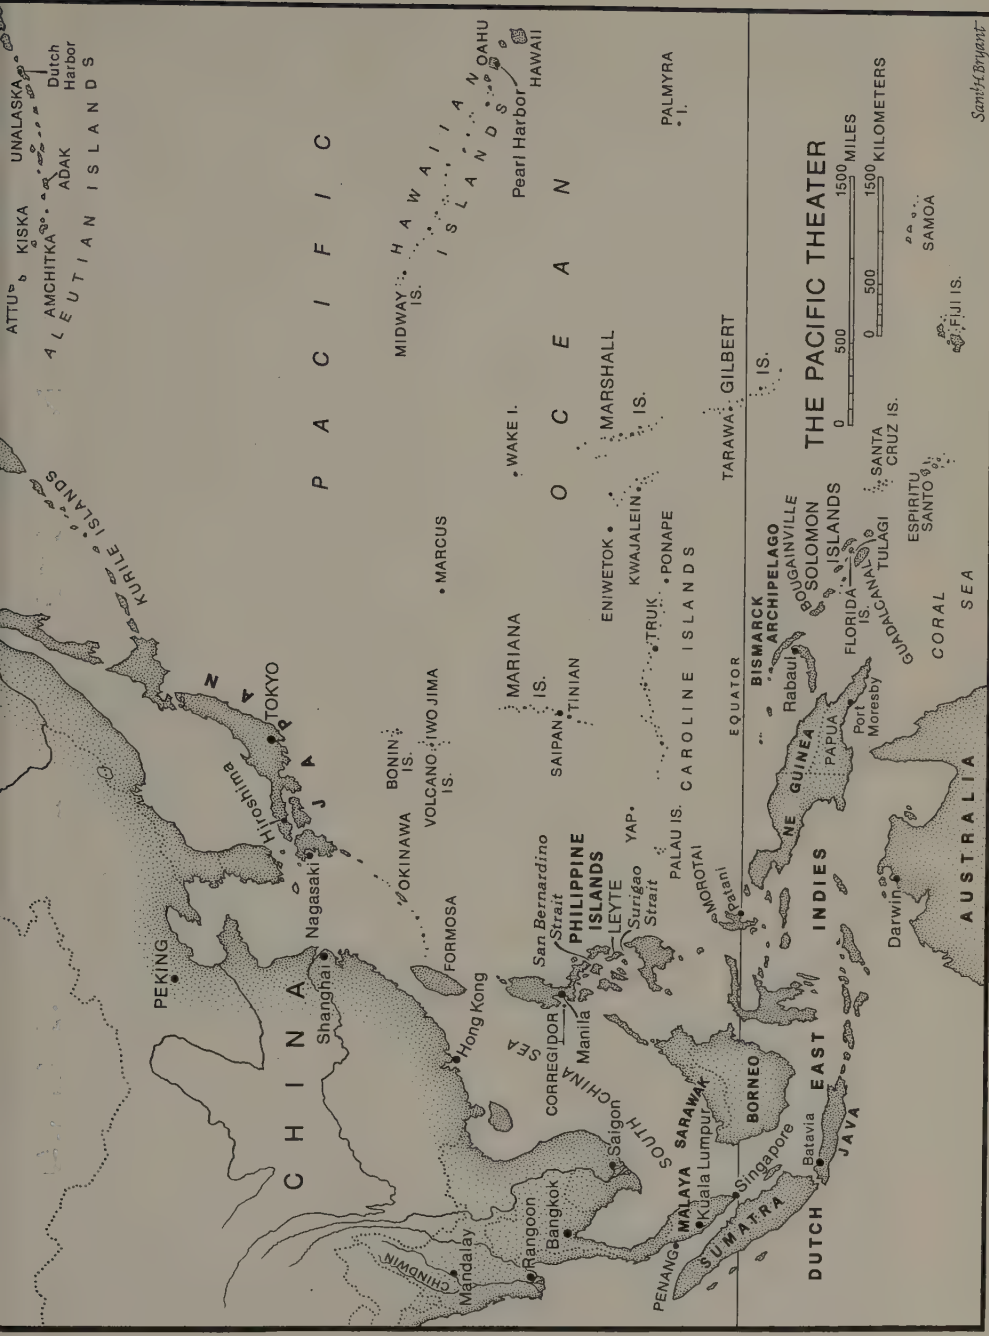 THE PACIFIC THEATER
0 500 1500 MILES
0 500 1500 KILOMETERS
ATTU
KISKA
UNALASKA
Dutch
Harbor
AMCHITKA
ADAK
ALEUTIAN ISLANDS
KURILE ISLANDS
PACIFIC
OCEAN
MIDWAY
IS.
HAWAIIAN
ISLANDS
OAHU
Pearl Harbor
HAWAII
PALMYRA
I.
PEKING
CHINA
Shanghai
Hong Kong
FORMOSA
JAPAN
TOKYO
Hiroshima
Nagasaki
OKINAWA
BONIN
IS.
VOLCANO
IS.
IWO JIMA
MARCUS
WAKE I.
MARIANA
IS.
SAIPAN
TINIAN
ENIWETOK
KWAJALEIN
MARSHALL
IS.
TRUK
PONAPE
CAROLINE ISLANDS
YAP
PALAU IS.
TARAWA
GILBERT
IS.
EQUATOR
San Bernardino
Strait
PHILIPPINE
ISLANDS
LEYTE
Surigao
Strait
CORREGIDOR
Manila
SOUTH CHINA SEA
MOROTAI
Patani
CHINDWIN
Mandalay
Rangoon
Bangkok
Saigon
PENANG
MALAYA
Kuala Lumpur
Singapore
SARAWAK
BORNEO
SUMATRA
Batavia
JAVA
DUTCH EAST INDIES
NE GUINEA
PAPUA
Port
Moresby
BISMARCK
ARCHIPELAGO
Rabaul
BOUGAINVILLE
SOLOMON
ISLANDS
FLORIDA
IS.
GUADALCANAL
TULAGI
SANTA
CRUZ IS.
ESPIRITU
SANTO
CORAL
SEA
SAMOA
FIJI IS.
Darwin
AUSTRALIA
Sam'l H. Bryant